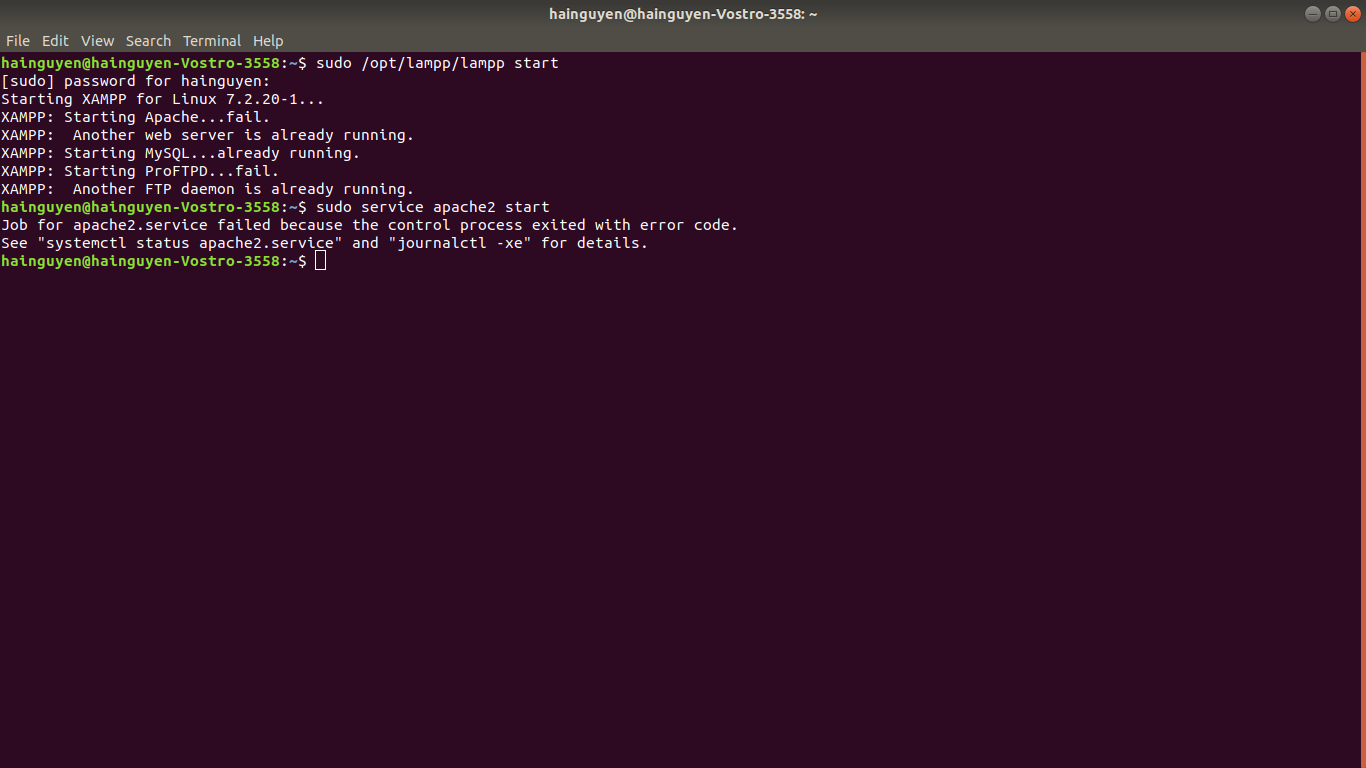 hainguyen@hainguyen-Vostro-3558: ~
File Edit View Search Terminal Help
hainguyen@hainguyen-Vostro-3558:~$ sudo /opt/lampp/lampp start
[sudo] password for hainguyen:
Starting XAMPP for Linux 7.2.20-1...
XAMPP: Starting Apache...fail.
XAMPP:  Another web server is already running.
XAMPP: Starting MySQL...already running.
XAMPP: Starting ProFTPD...fail.
XAMPP:  Another FTP daemon is already running.
hainguyen@hainguyen-Vostro-3558:~$ sudo service apache2 start
Job for apache2.service failed because the control process exited with error code.
See "systemctl status apache2.service" and "journalctl -xe" for details.
hainguyen@hainguyen-Vostro-3558:~$